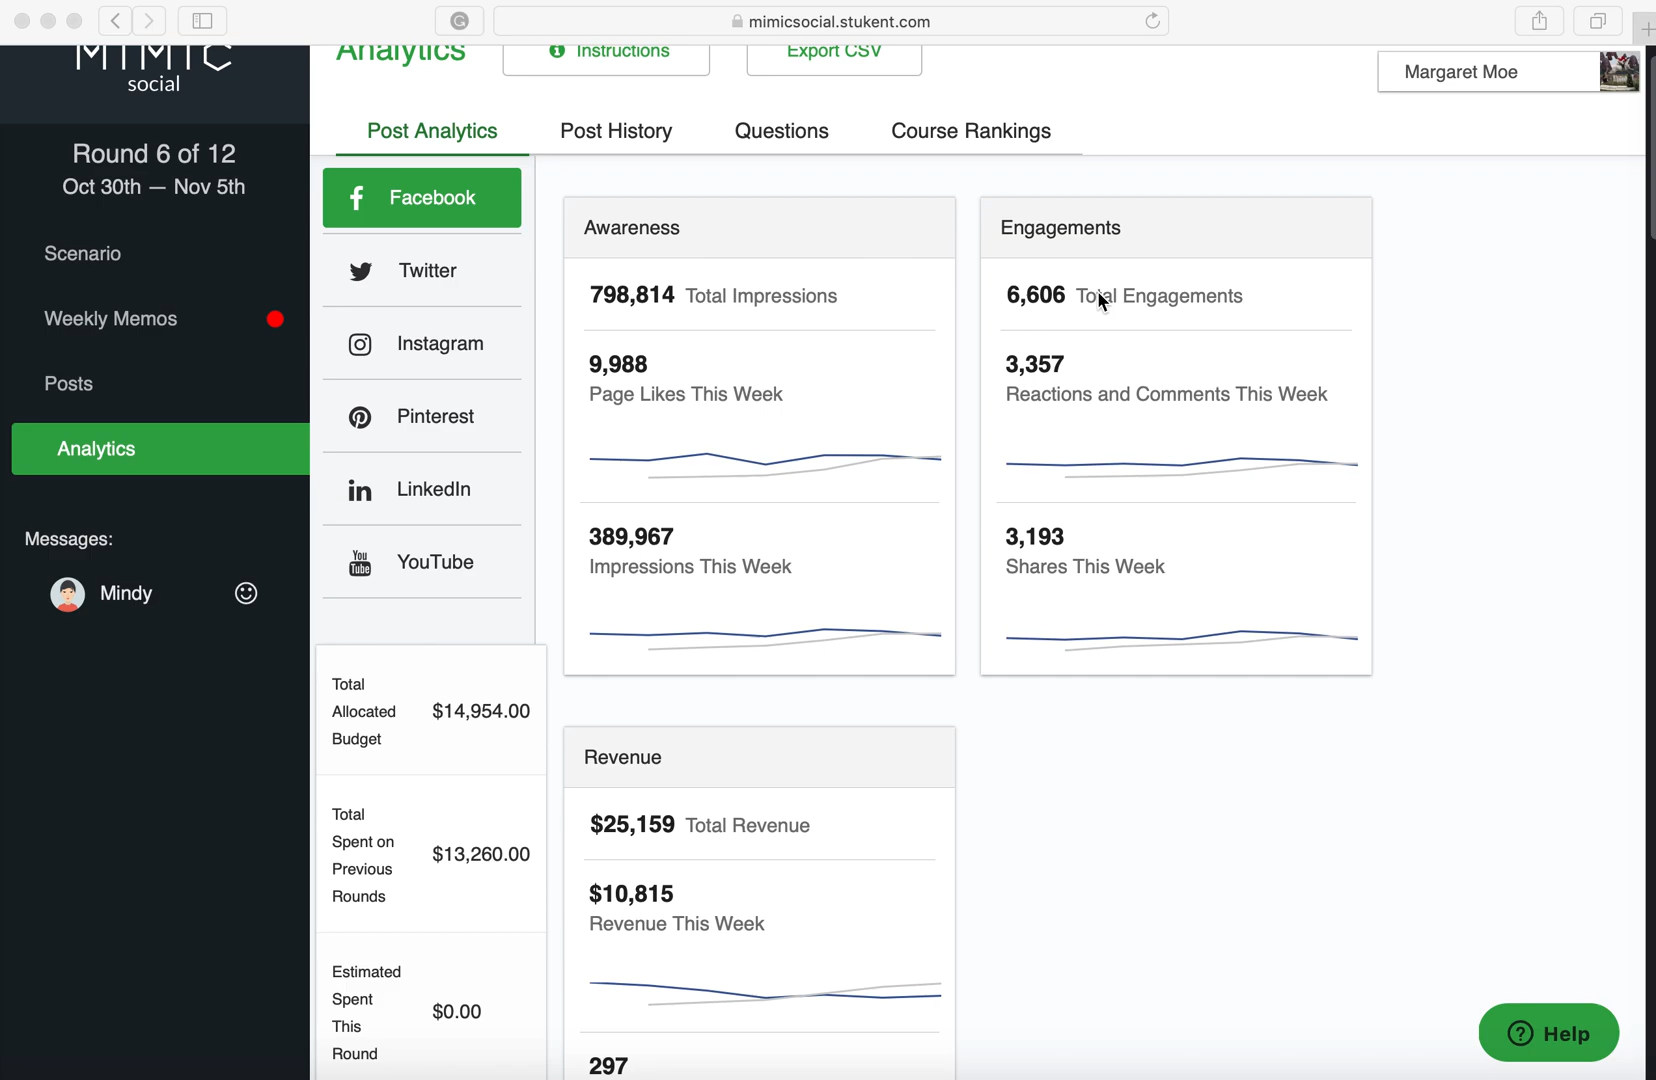 mimicsocial.stukent.com
MIMIC
social
Analytics
Instructions
Export CSV
Margaret Moe
Round 6 of 12
Oct 30th — Nov 5th
Scenario
Weekly Memos
Posts
Analytics
Messages:
Mindy
Post Analytics
Post History
Questions
Course Rankings
Facebook
Twitter
Instagram
Pinterest
LinkedIn
YouTube
Total
Allocated
Budget
$14,954.00
Total
Spent on
Previous
Rounds
$13,260.00
Estimated
Spent
This
Round
$0.00
Awareness
798,814 Total Impressions
9,988
Page Likes This Week
389,967
Impressions This Week
Engagements
6,606 Total Engagements
3,357
Reactions and Comments This Week
3,193
Shares This Week
Revenue
$25,159 Total Revenue
$10,815
Revenue This Week
297
Help